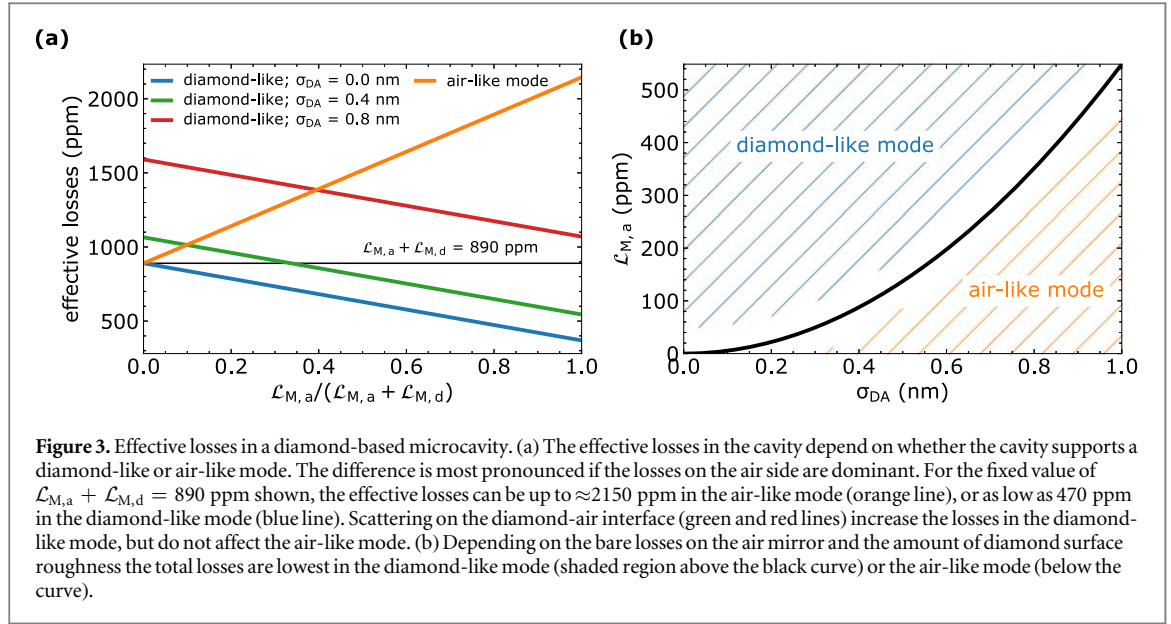 (a)
diamond-like; σDA = 0.0 nm
diamond-like; σDA = 0.4 nm
diamond-like; σDA = 0.8 nm
air-like mode
effective losses (ppm)
2000
1500
1000
500
ℒM,a + ℒM,d = 890 ppm
0.0 0.2 0.4 0.6 0.8 1.0
ℒM,a/(ℒM,a + ℒM,d)
(b)
ℒM,a (ppm)
500
400
300
200
100
0
diamond-like mode
air-like mode
0.0 0.2 0.4 0.6 0.8 1.0
σDA (nm)
Figure 3. Effective losses in a diamond-based microcavity. (a) The effective losses in the cavity depend on whether the cavity supports a
diamond-like or air-like mode. The difference is most pronounced if the losses on the air side are dominant. For the fixed value of
ℒM,a + ℒM,d = 890 ppm shown, the effective losses can be up to ≈2150 ppm in the air-like mode (orange line), or as low as 470 ppm
in the diamond-like mode (blue line). Scattering on the diamond-air interface (green and red lines) increase the losses in the diamond-
like mode, but do not affect the air-like mode. (b) Depending on the bare losses on the air mirror and the amount of diamond surface
roughness the total losses are lowest in the diamond-like mode (shaded region above the black curve) or the air-like mode (below the
curve).